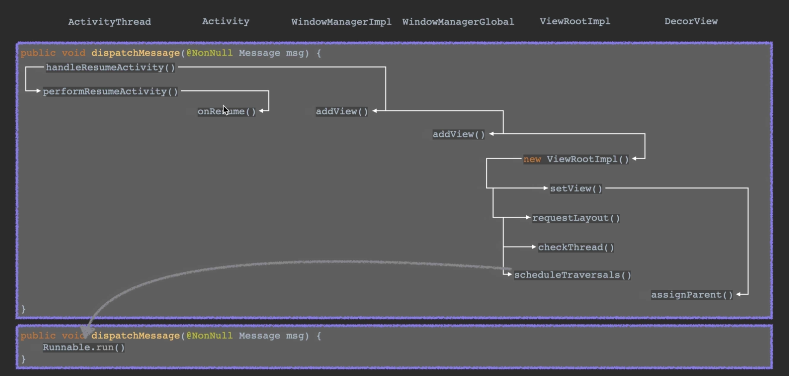 ActivityThread Activity WindowManagerImpl WindowManagerGlobal ViewRootImpl DecorView
public void dispatchMessage(@NonNull Message msg) {
handleResumeActivity()
performResumeActivity()
onResume() addView()
addView()
new ViewRootImpl()
setView()
requestLayout()
checkThread()
scheduleTraversals()
assignParent()
}
public void dispatchMessage(@NonNull Message msg) {
Runnable.run()
}